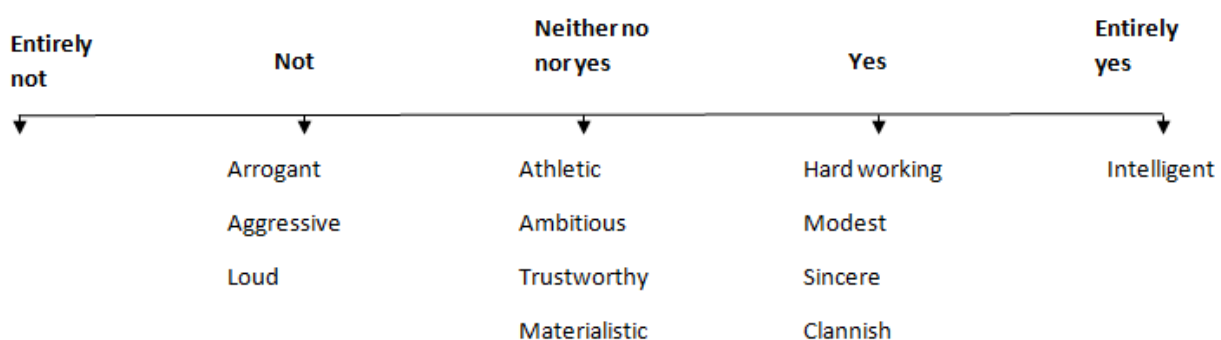 Entirely
not
Not
Neither no
nor yes
Yes
Entirely
yes
Arrogant
Athletic
Hard working
Intelligent
Aggressive
Ambitious
Modest
Loud
Trustworthy
Sincere
Materialistic
Clannish